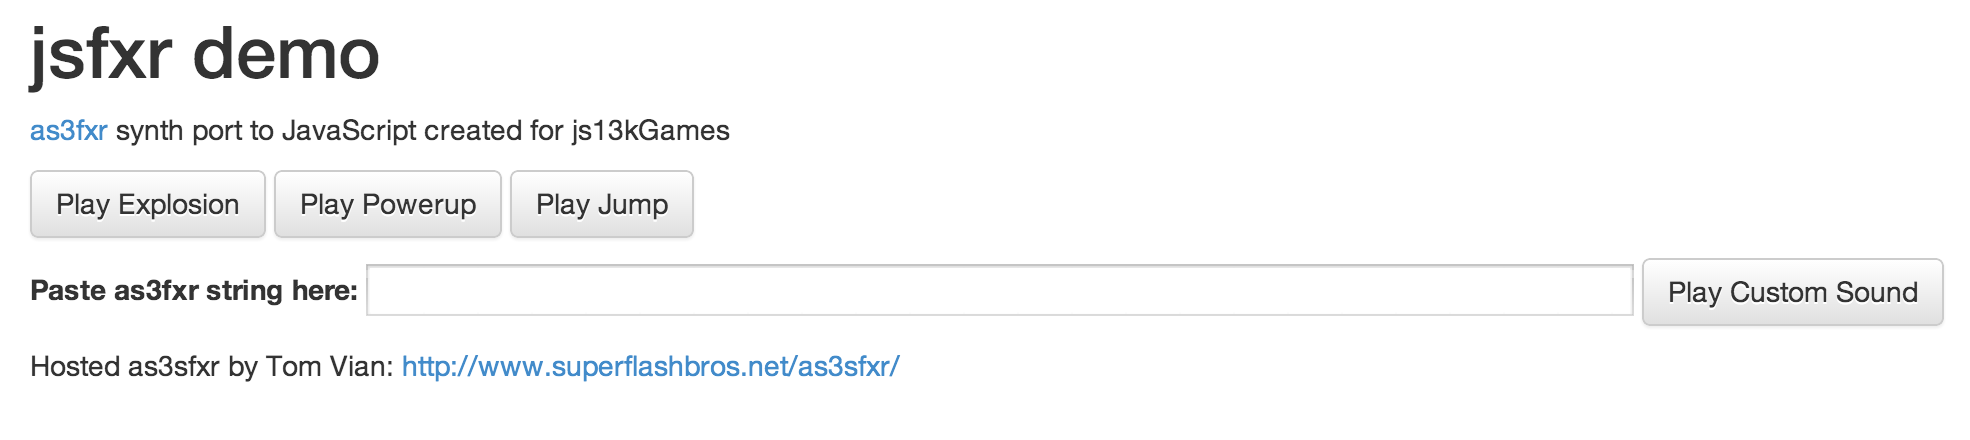 jsfxr demo
as3fxr synth port to JavaScript created for js13kGames
Play Explosion Play Powerup Play Jump
Paste as3fxr string here: Play Custom Sound
Hosted as3sfxr by Tom Vian: http://www.superflashbros.net/as3sfxr/